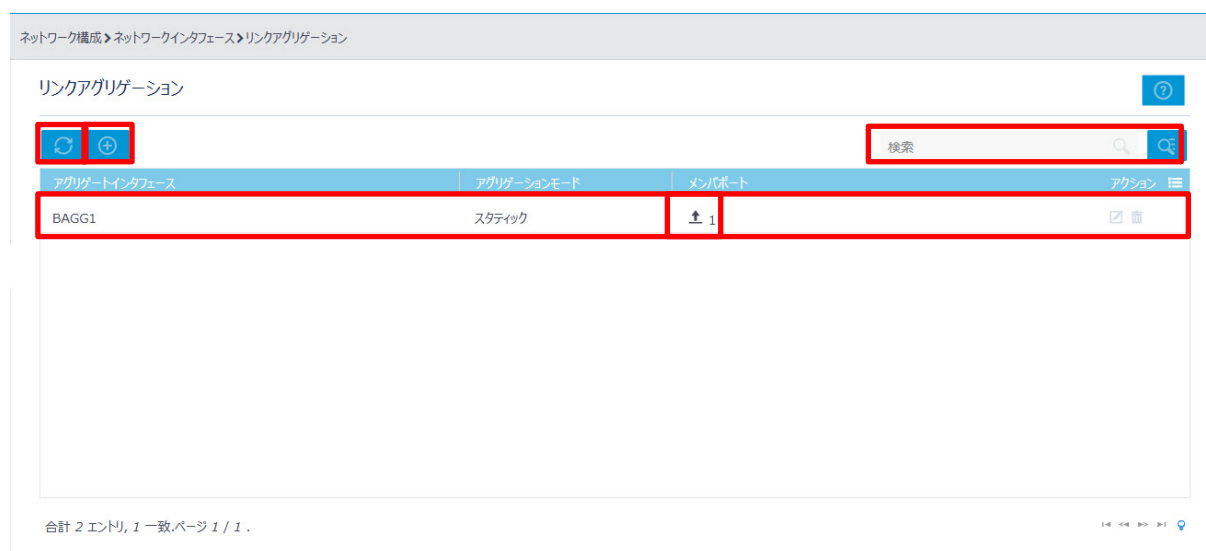 ネットワーク構成 > ネットワークインタフェース > リンクアグリゲーション
リンクアグリゲーション
検索
アグリゲートインタフェース アグリゲーションモード メンバポート アクション
BAGG1 スタティック 1
合計 2 エントリ, 1 一致.ページ 1 / 1 .